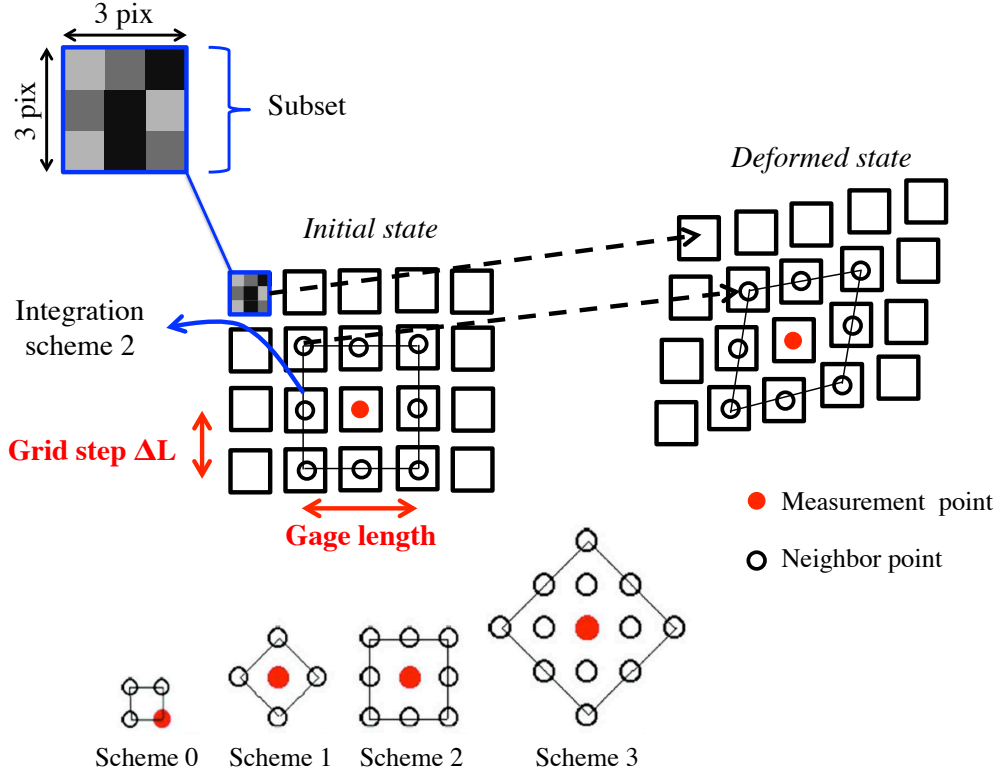 3 pix
3 pix
Subset
Deformed state
Initial state
Integration
scheme 2
Grid step ΔL
Gage length
Measurement point
Neighbor point
Scheme 0
Scheme 1
Scheme 2
Scheme 3